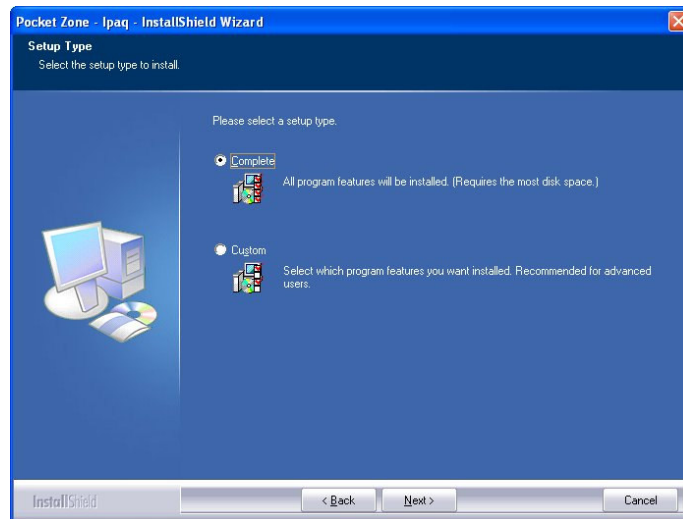 Pocket Zone - Ipaq - InstallShield Wizard
Setup Type
Select the setup type to install.
Please select a setup type.
Complete
All program features will be installed. (Requires the most disk space.)
Custom
Select which program features you want installed. Recommended for advanced
users.
InstallShield
< Back
Next >
Cancel